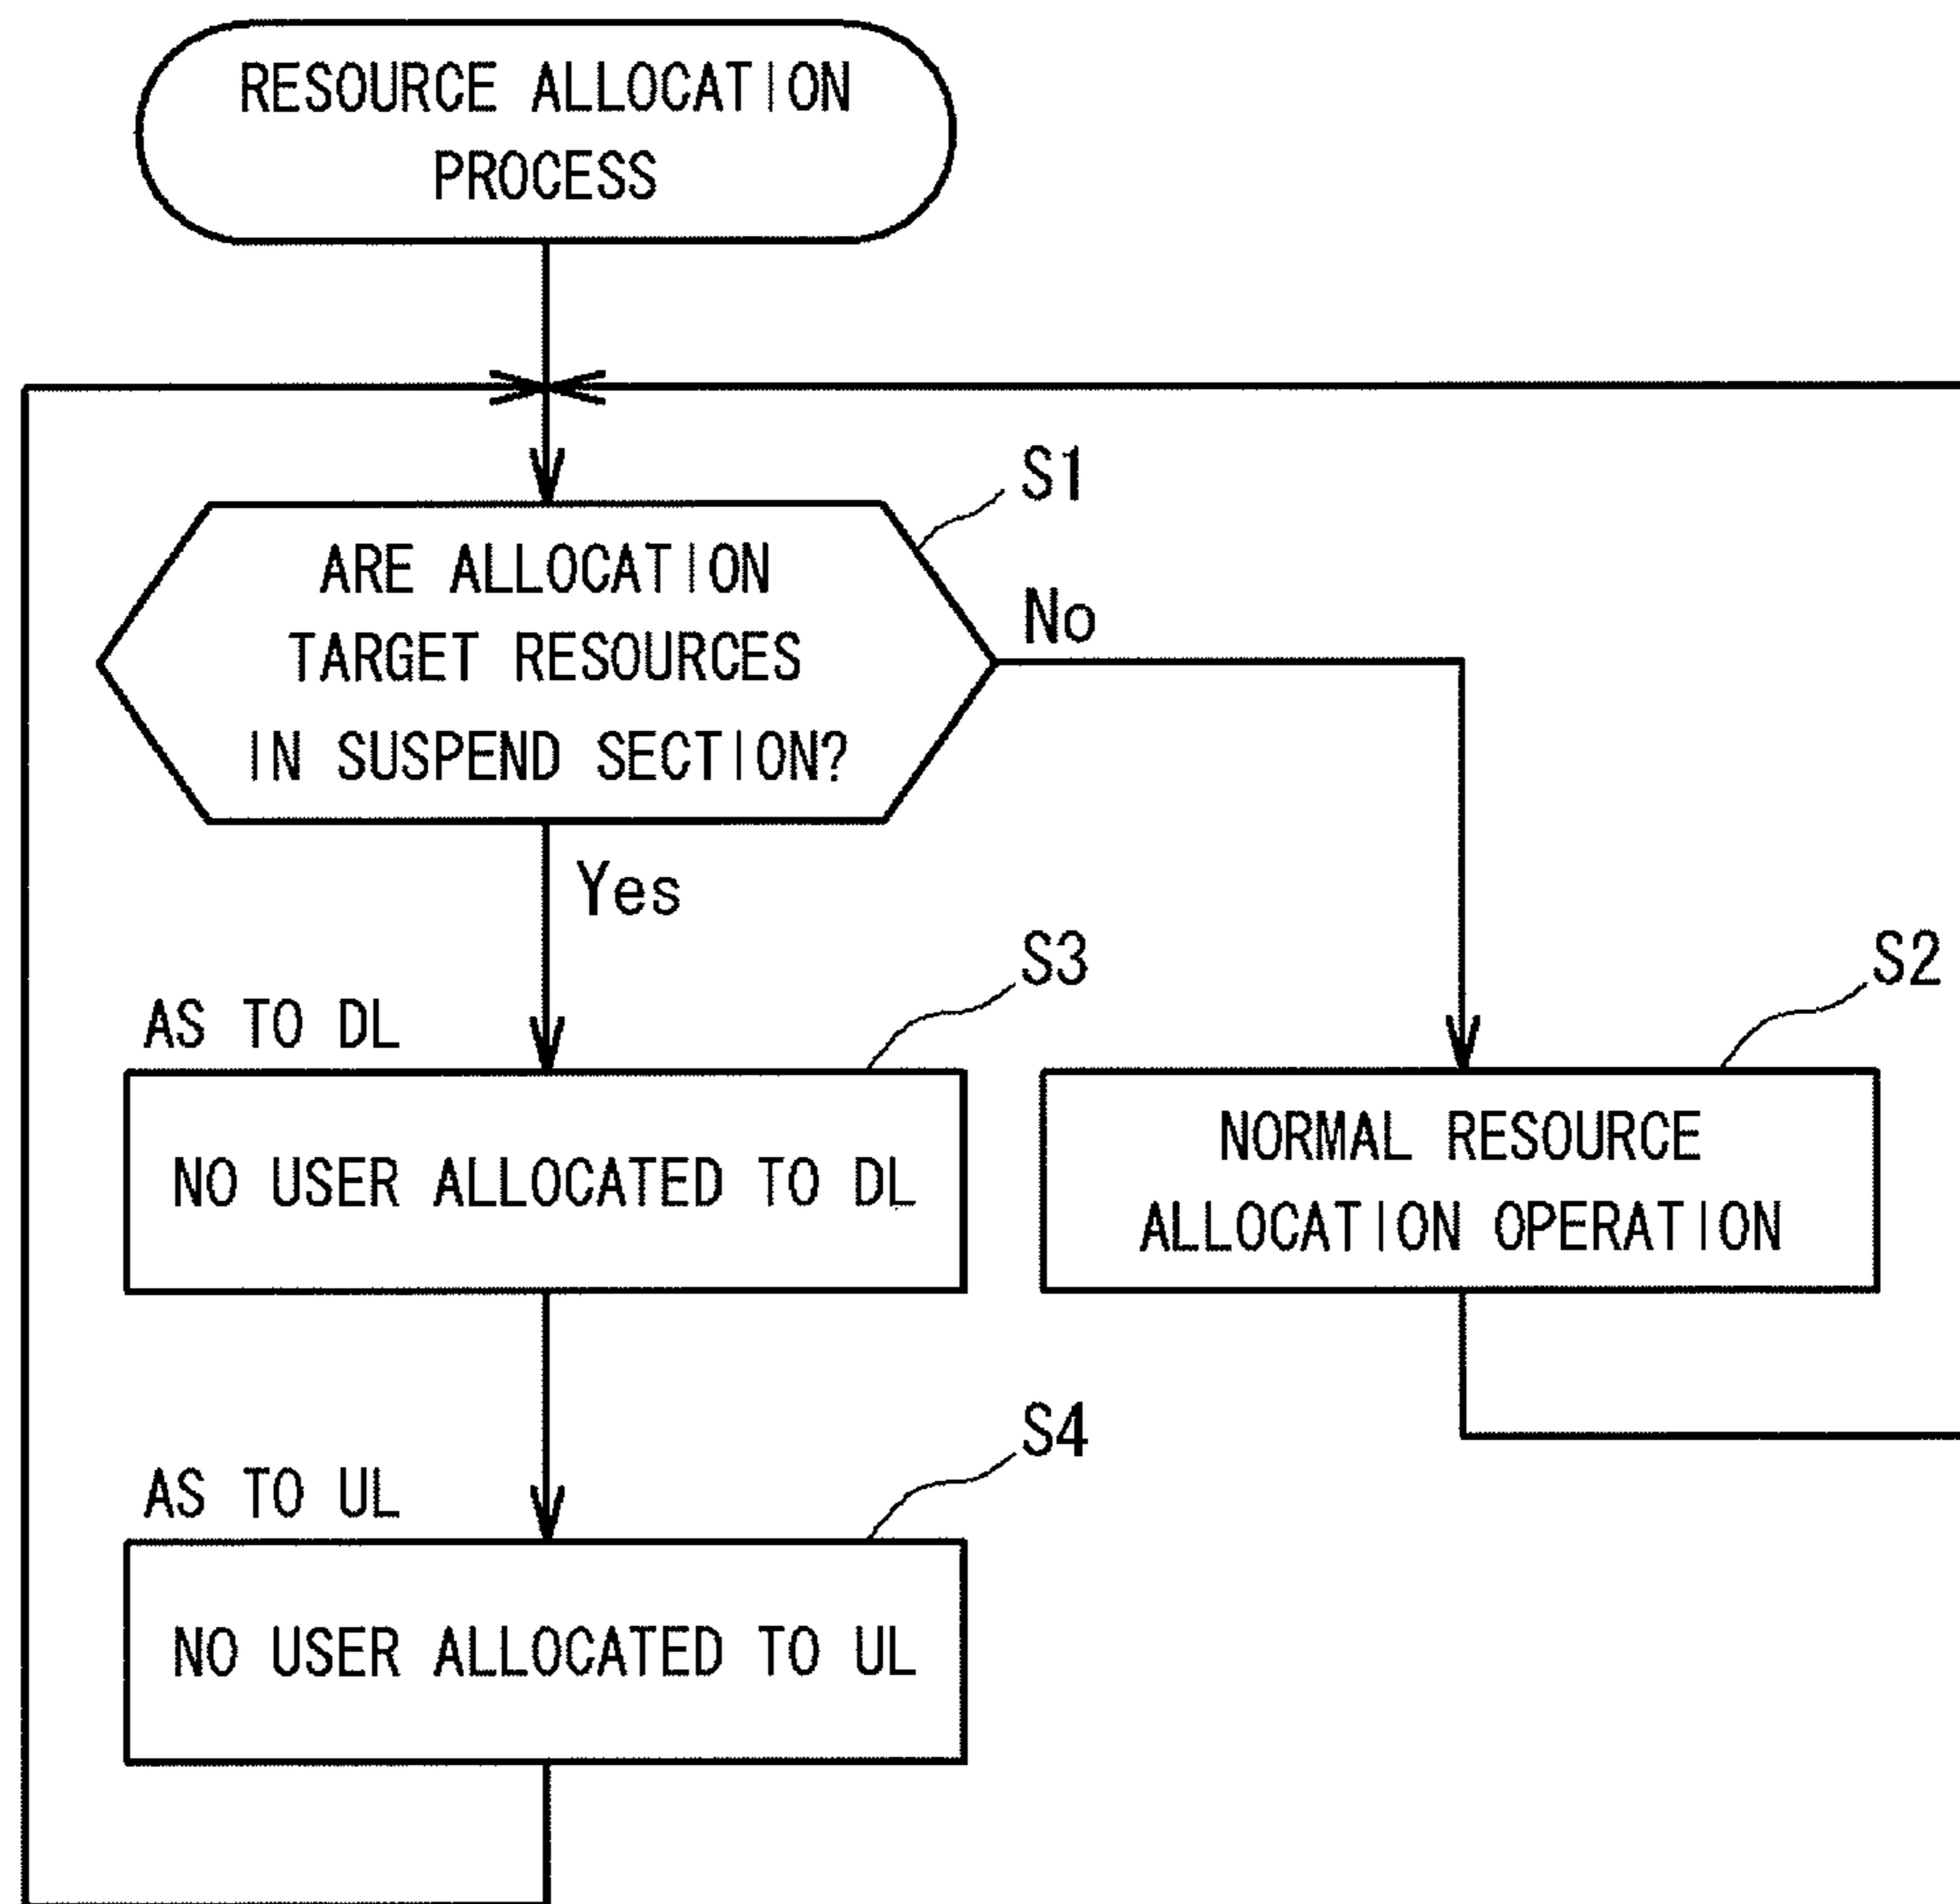 RESOURCE ALLOCATION
PROCESS
S1
ARE ALLOCATION
TARGET RESOURCES
IN SUSPEND SECTION?
No
Yes
S3
S2
AS TO DL
NO USER ALLOCATED TO DL
NORMAL RESOURCE
ALLOCATION OPERATION
S4
AS TO UL
NO USER ALLOCATED TO UL